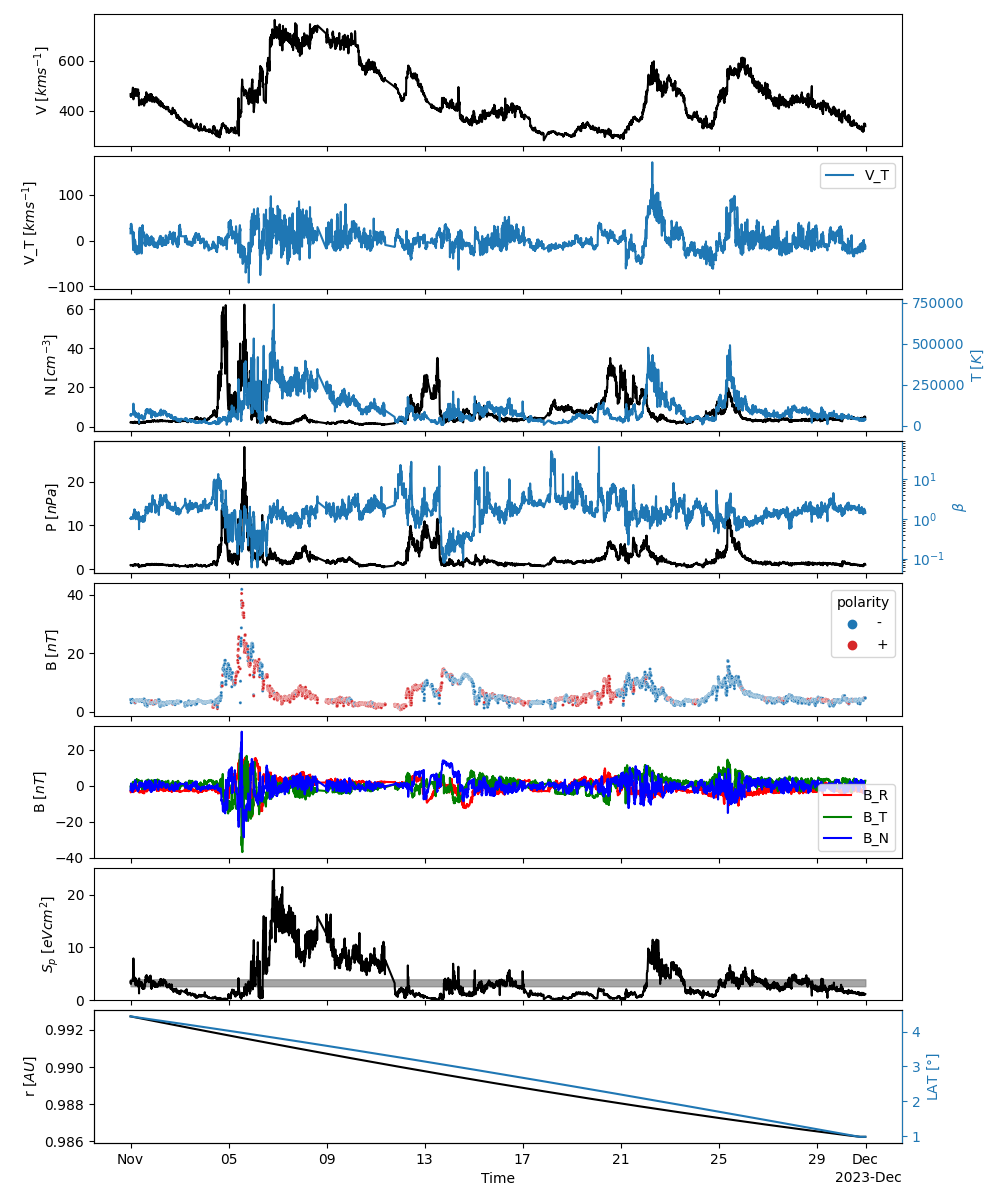 V [kms⁻¹]
600
400
V_T [kms⁻¹]
100
0
−100
V_T
N [cm⁻³]
60
40
20
0
750000
500000
250000
0
T [K]
P [nPa]
20
10
0
10¹
10⁰
10⁻¹
β
B [nT]
40
20
0
polarity
-
+
B [nT]
20
0
−20
−40
B_R
B_T
B_N
Sₚ [eVcm²]
20
10
0
r [AU]
0.992
0.990
0.988
0.986
4
3
2
1
LAT [°]
Nov 05 09 13 17 21 25 29 Dec
Time
2023-Dec